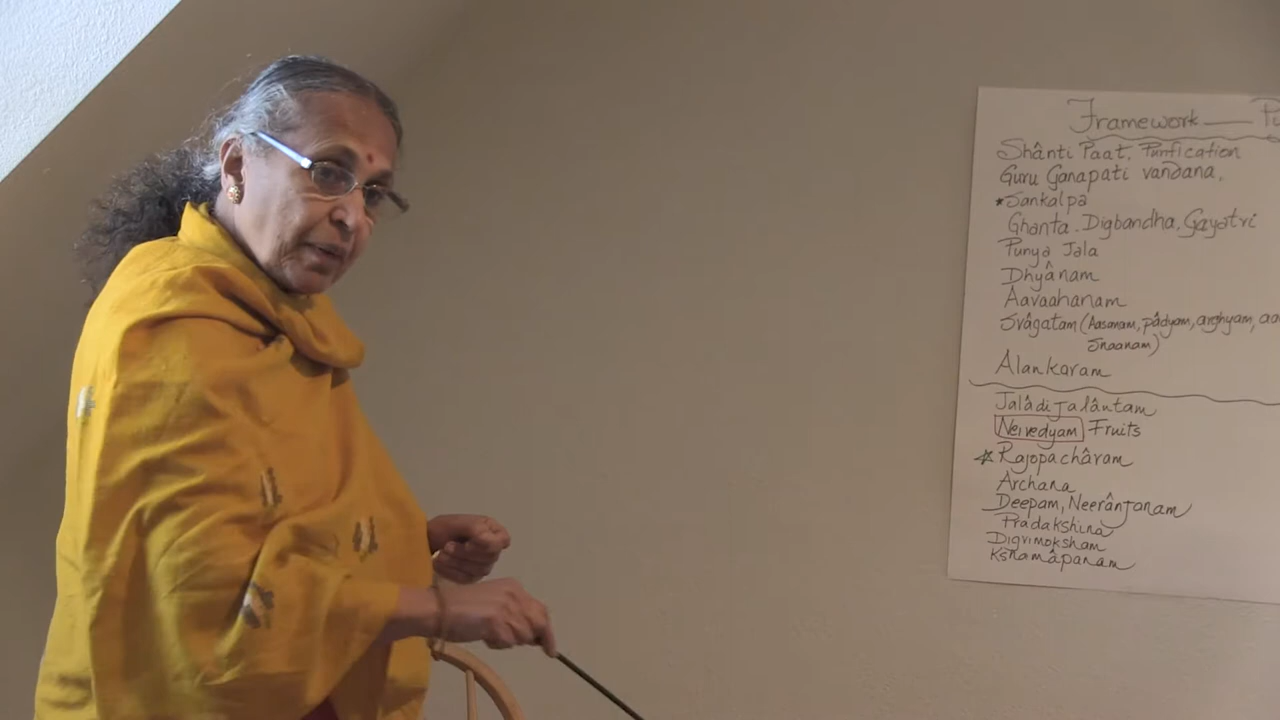 Framework —
Shânti Paat, Purification
Guru Ganapati vandana,
*Sankalpa
Ghanta. Digbandha, Gayatri
Punya Jala
Dhyânam
Aavaahanam
Svâgatam (Aasanam, pâdyam, arghyam,
Snaanam)
Alankaram
Jalâdi jalântam
Neivedyam Fruits
☆ Rajopachâram
Archana
Deepam, Neerânjanam
Pradakshina
Digvimoksham
Kshamâpanam